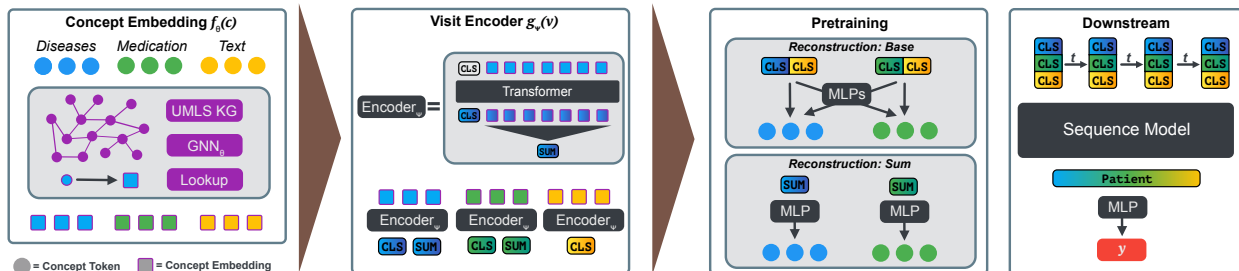 Concept Embedding fθ(c)
Diseases Medication Text
UMLS KG
GNNθ
Lookup
= Concept Token = Concept Embedding
Visit Encoder gψ(v)
CLS
Transformer
Encoderψ =
CLS
SUM
Encoderψ Encoderψ Encoderψ
CLS SUM CLS SUM CLS
Pretraining
Reconstruction: Base
CLS CLS CLS CLS
MLPs
Reconstruction: Sum
SUM SUM
MLP MLP
Downstream
CLS CLS CLS CLS
CLS t CLS t CLS t CLS
CLS CLS CLS CLS
Sequence Model
Patient
MLP
y